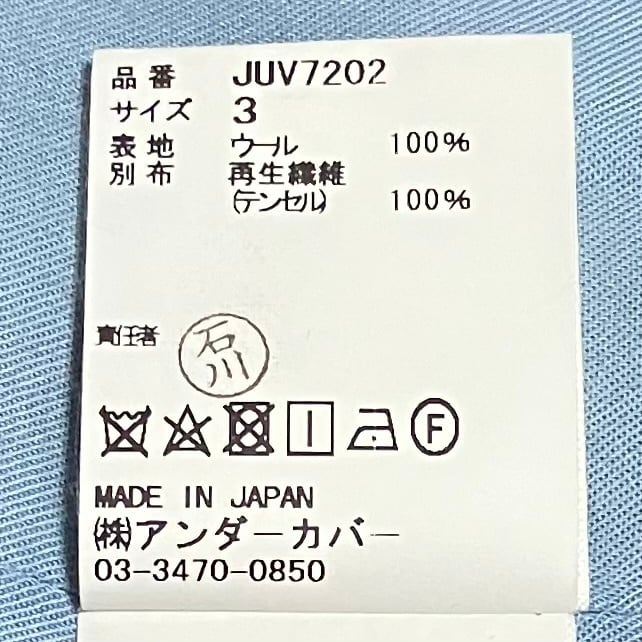 品番 JUV7202
サイズ 3
表地 ウール 100%
別布 再生繊維
(テンセル) 100%
責任者 石川
F
MADE IN JAPAN
㈱アンダーカバー
03-3470-0850